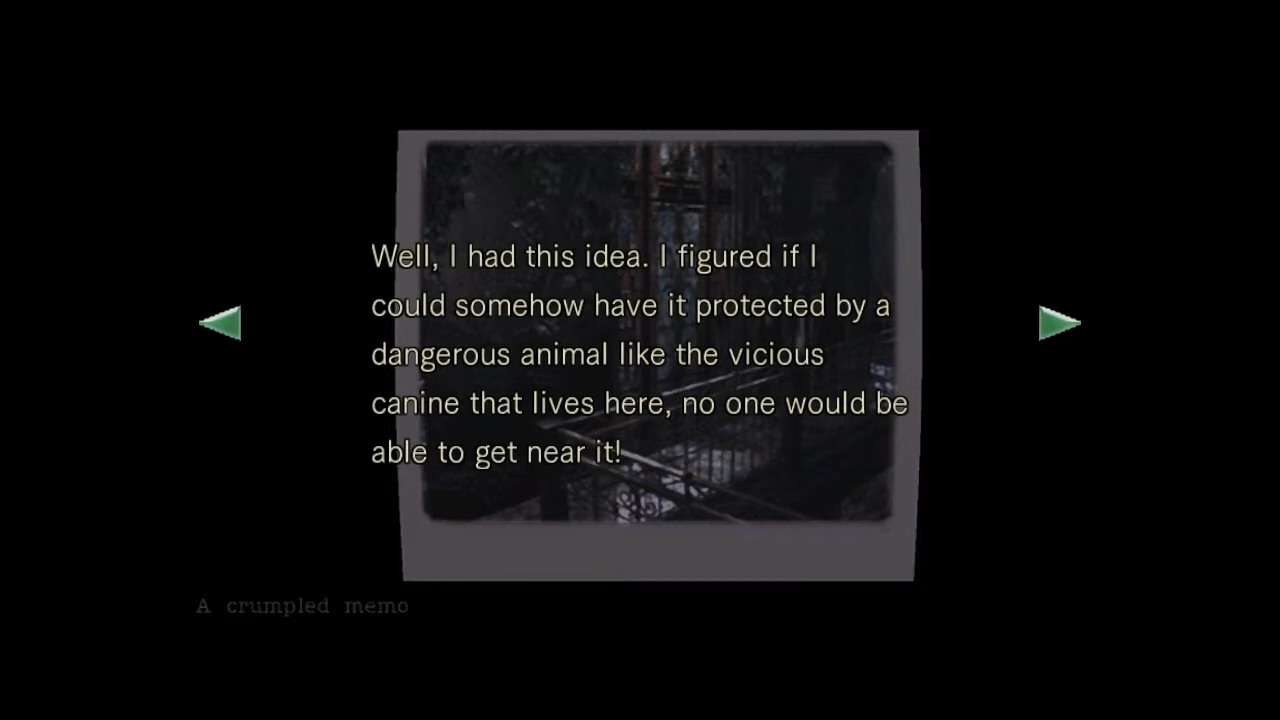 Well, I had this idea. I figured if I
could somehow have it protected by a
dangerous animal like the vicious
canine that lives here, no one would be
able to get near it!
A crumpled memo